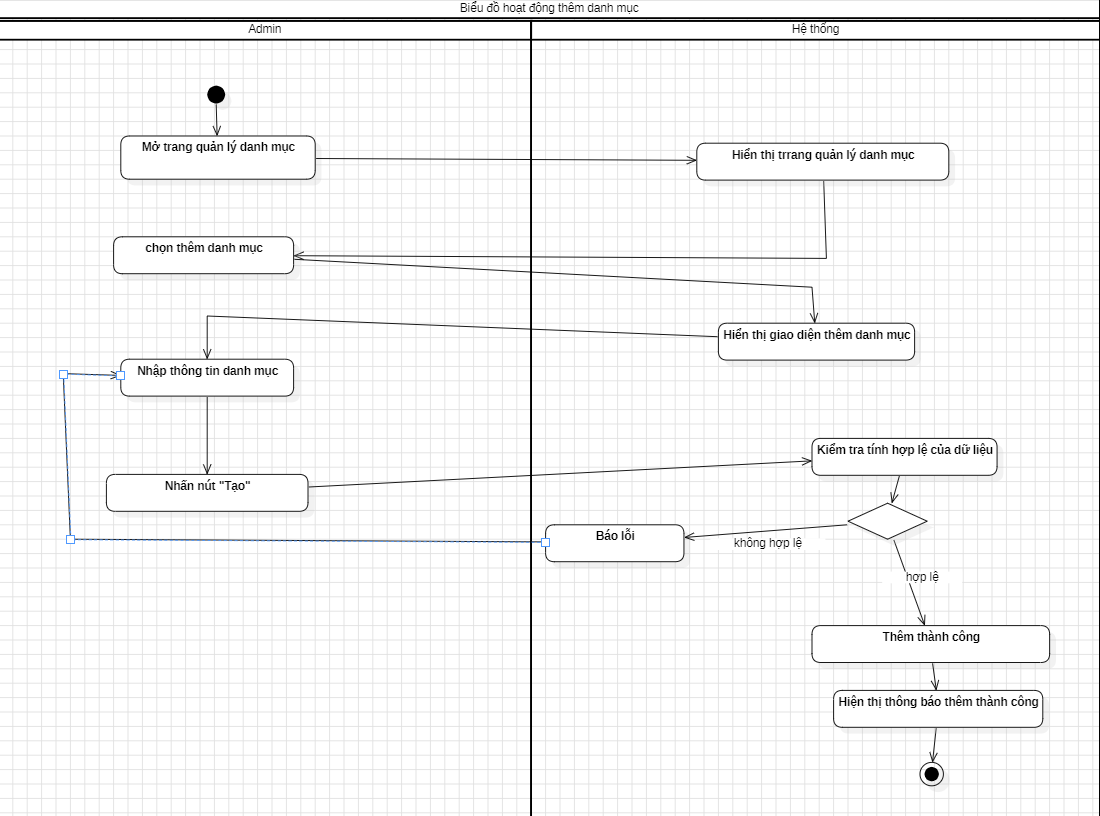 Biểu đồ hoạt động thêm danh mục
Admin
Hệ thống
Mở trang quản lý danh mục
Hiển thị trrang quản lý danh mục
chọn thêm danh mục
Hiển thị giao diện thêm danh mục
Nhập thông tin danh mục
Kiểm tra tính hợp lệ của dữ liệu
Nhấn nút "Tạo"
Báo lỗi
không hợp lệ
hợp lệ
Thêm thành công
Hiện thị thông báo thêm thành công